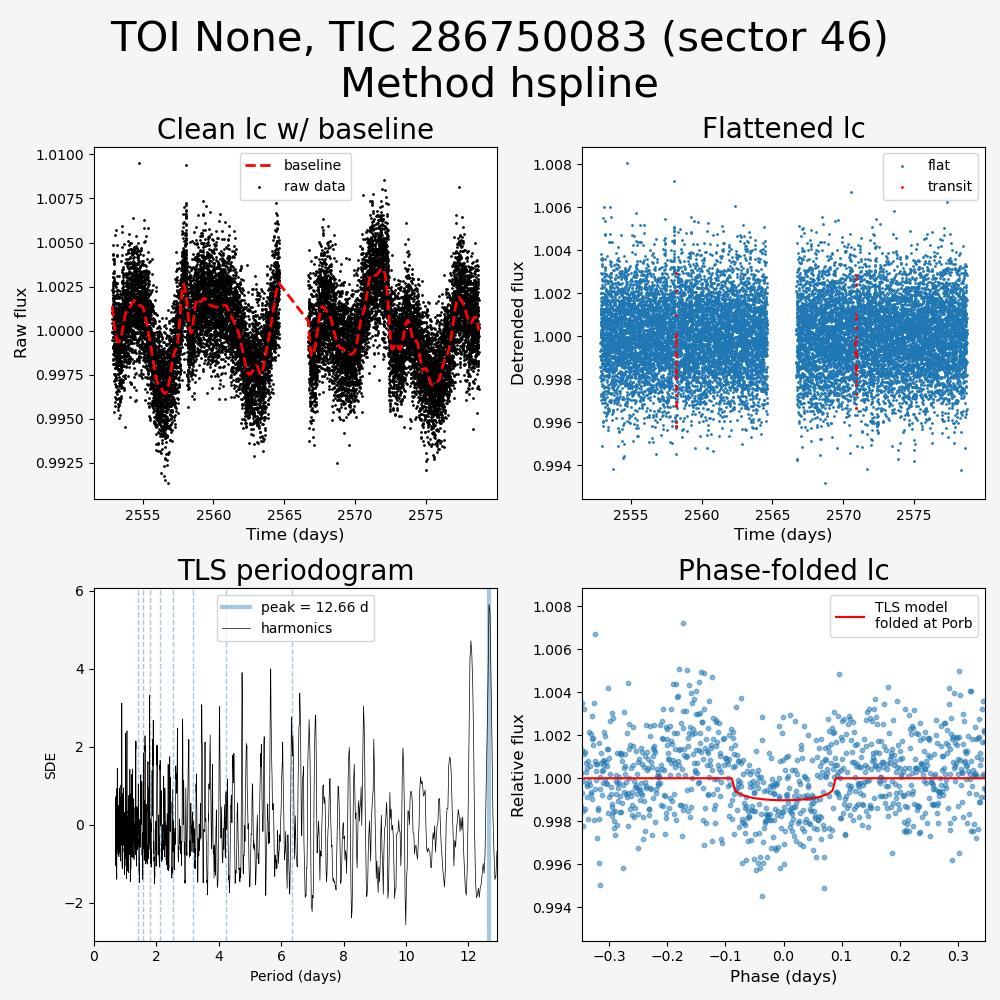 TOI None, TIC 286750083 (sector 46)
Method hspline
Clean lc w/ baseline
Flattened lc
baseline
raw data
flat
transit
1.0100
1.0075
1.0050
1.0025
1.0000
0.9975
0.9950
0.9925
Raw flux
2555 2560 2565 2570 2575
Time (days)
1.008
1.006
1.004
1.002
1.000
0.998
0.996
0.994
Detrended flux
2555 2560 2565 2570 2575
Time (days)
TLS periodogram
Phase-folded lc
peak = 12.66 d
harmonics
6
4
2
0
−2
SDE
0 2 4 6 8 10 12
Period (days)
TLS model
folded at Porb
1.008
1.006
1.004
1.002
1.000
0.998
0.996
0.994
Relative flux
−0.3 −0.2 −0.1 0.0 0.1 0.2 0.3
Phase (days)